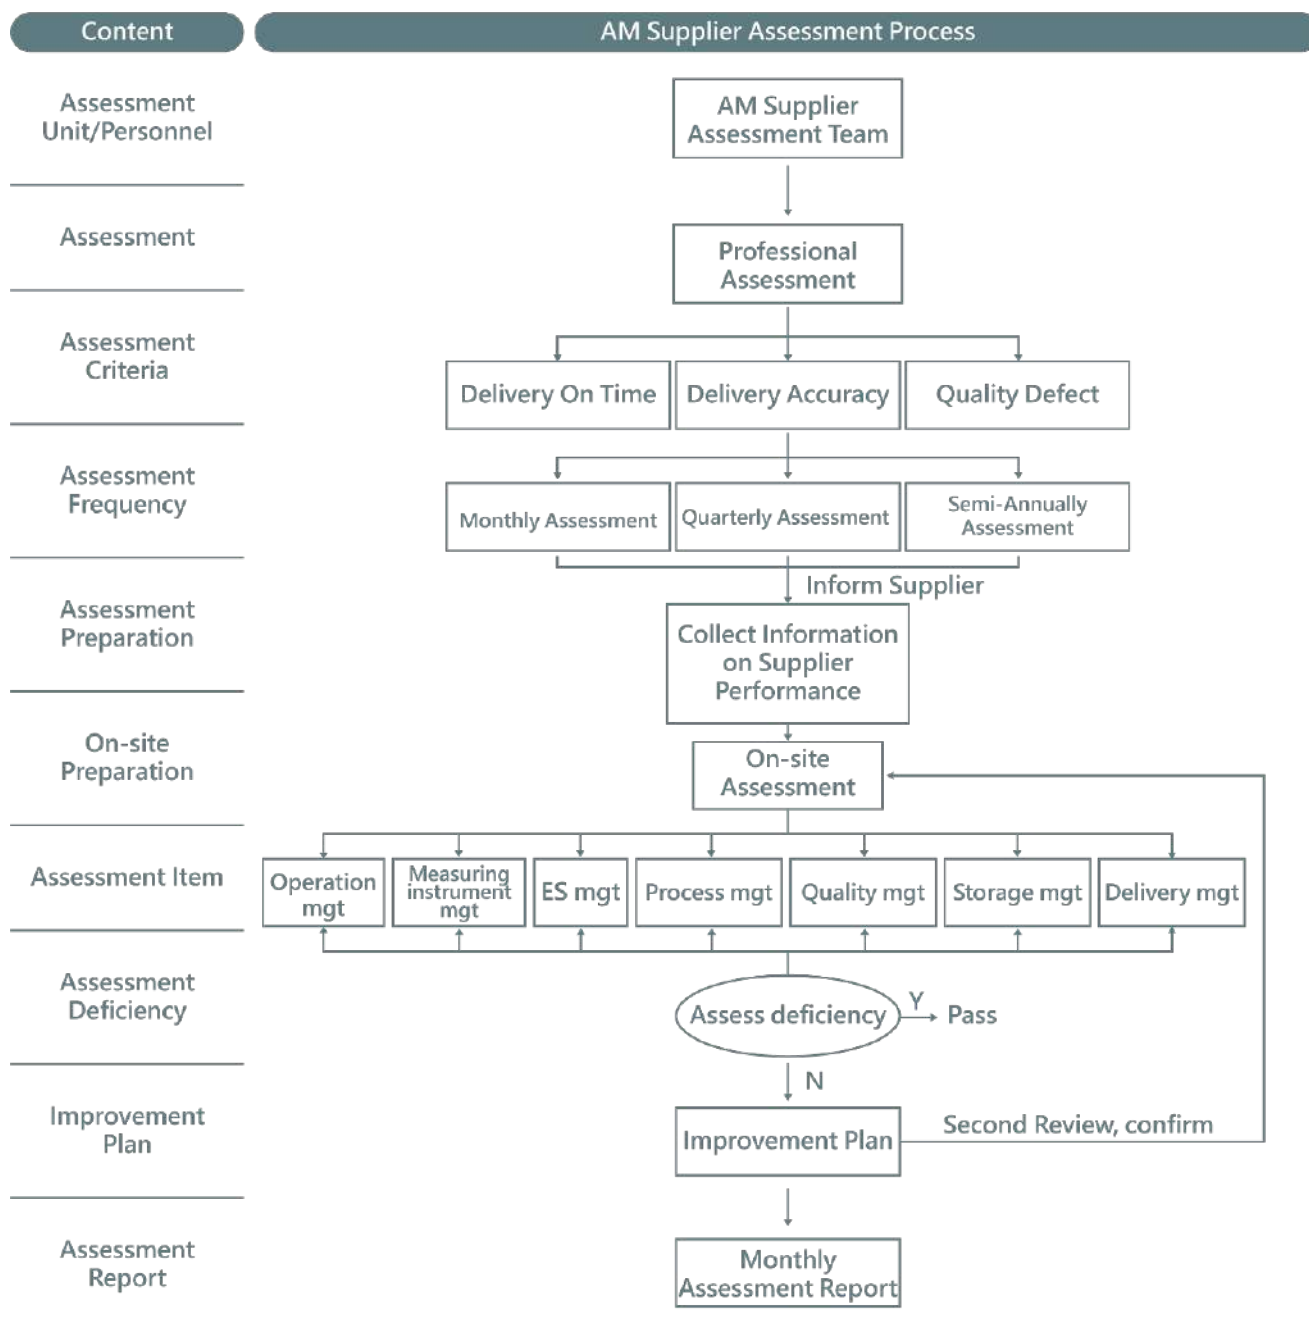 Content
AM Supplier Assessment Process
Assessment
Unit/Personnel
AM Supplier
Assessment Team
Assessment
Professional
Assessment
Assessment
Criteria
Delivery On Time
Delivery Accuracy
Quality Defect
Assessment
Frequency
Monthly Assessment
Quarterly Assessment
Semi-Annually
Assessment
Inform Supplier
Assessment
Preparation
Collect Information
on Supplier
Performance
On-site
Preparation
On-site
Assessment
Assessment Item
Operation
mgt
Measuring
instrument
mgt
ES mgt
Process mgt
Quality mgt
Storage mgt
Delivery mgt
Assessment
Deficiency
Assess deficiency
Y
Pass
N
Improvement
Plan
Improvement Plan
Second Review, confirm
Assessment
Report
Monthly
Assessment Report